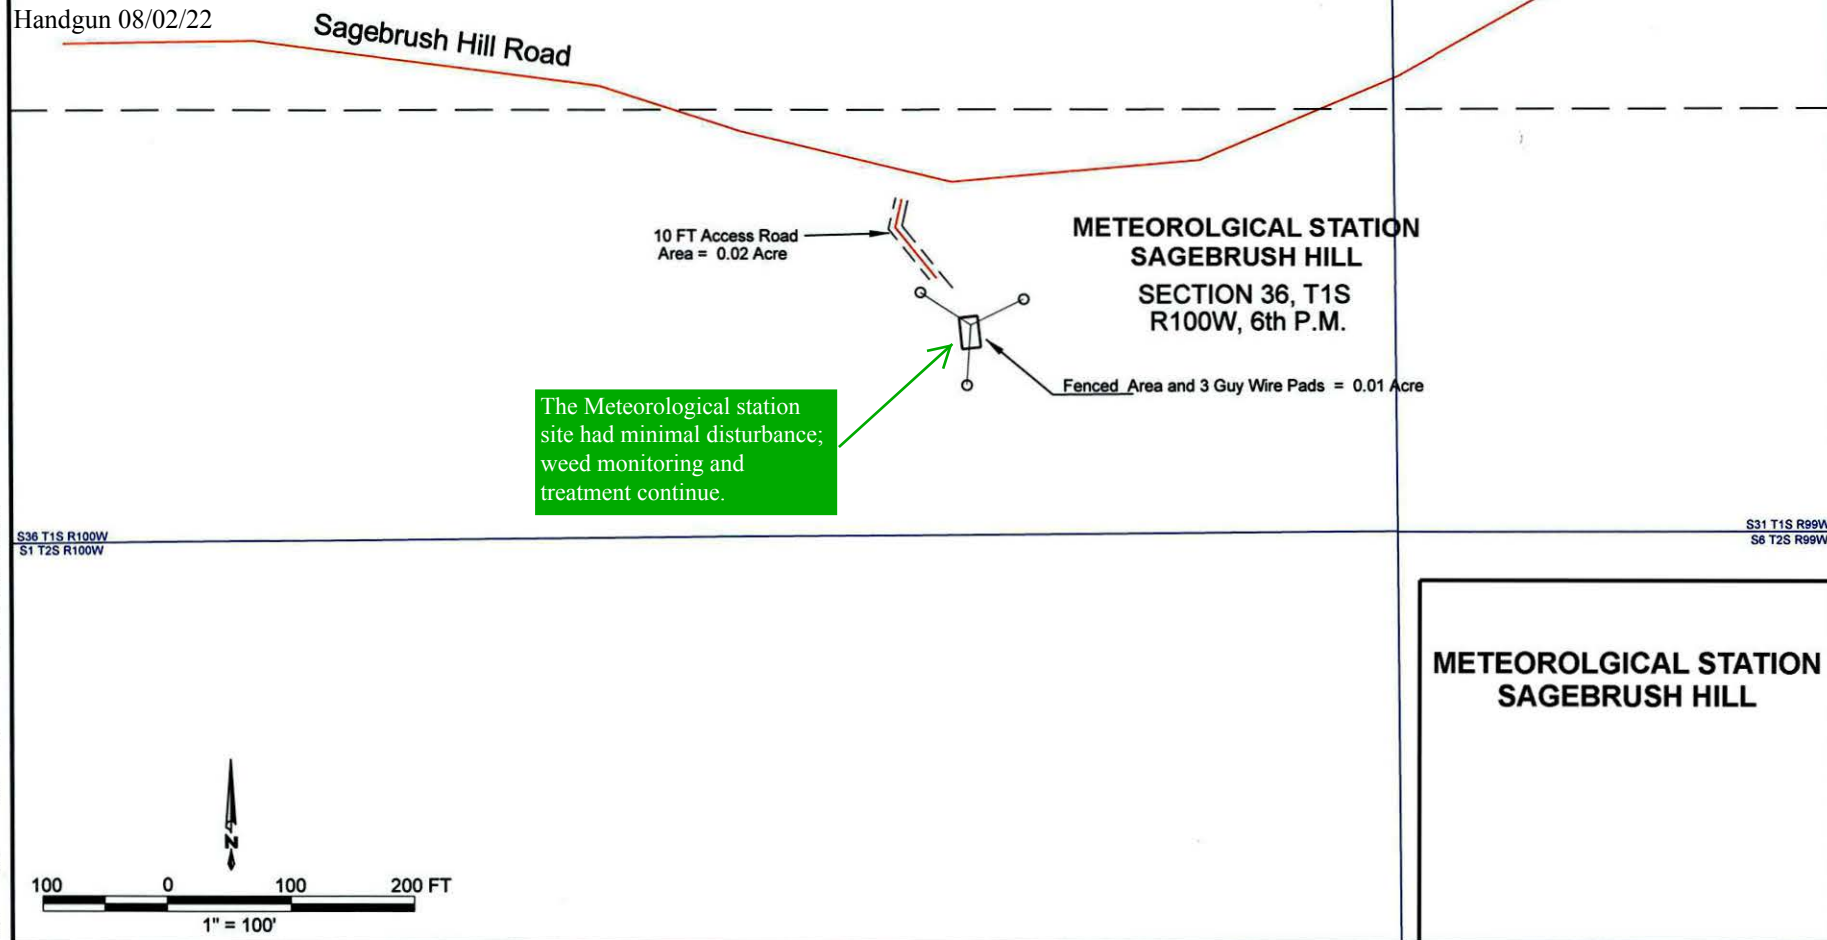 Handgun 08/02/22
Sagebrush Hill Road
10 FT Access Road
Area = 0.02 Acre
METEOROLGICAL STATION
SAGEBRUSH HILL
SECTION 36, T1S
R100W, 6th P.M.
Fenced Area and 3 Guy Wire Pads = 0.01 Acre
The Meteorological station
site had minimal disturbance;
weed monitoring and
treatment continue.
S36 T1S R100W
S1 T2S R100W
S31 T1S R99W
S6 T2S R99W
METEOROLGICAL STATION
SAGEBRUSH HILL
N
100 0 100 200 FT
1" = 100'